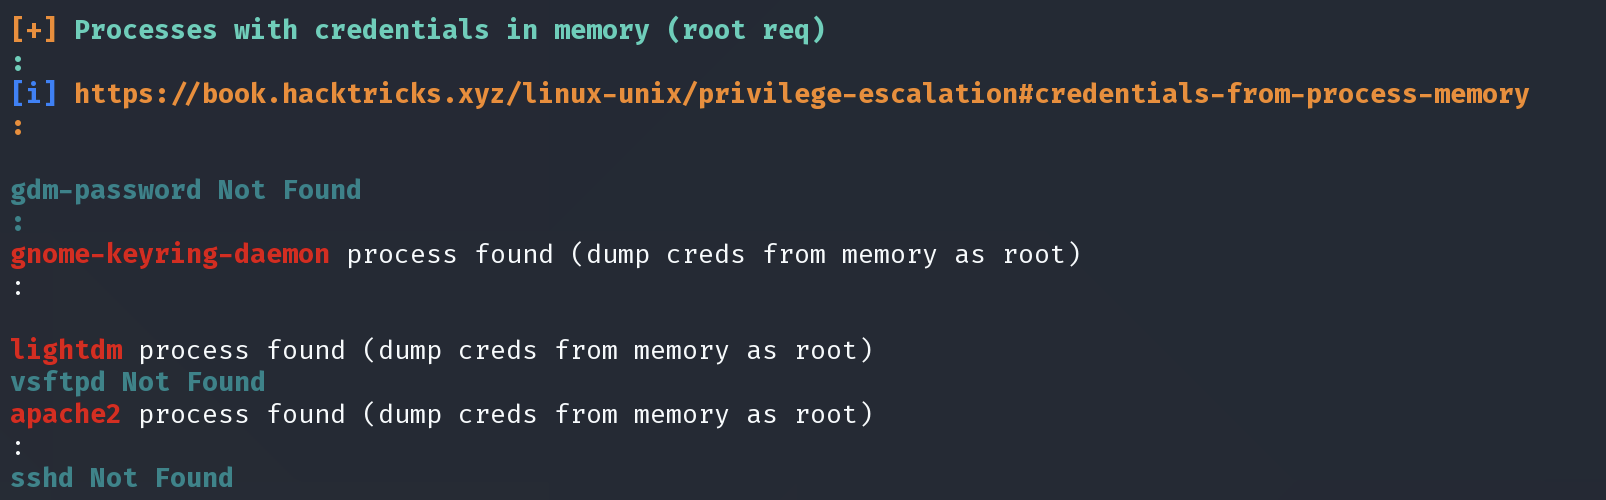 [+] Processes with credentials in memory (root req)
:
[i] https://book.hacktricks.xyz/linux-unix/privilege-escalation#credentials-from-process-memory
:
gdm-password Not Found
:
gnome-keyring-daemon process found (dump creds from memory as root)
:
lightdm process found (dump creds from memory as root)
vsftpd Not Found
apache2 process found (dump creds from memory as root)
:
sshd Not Found